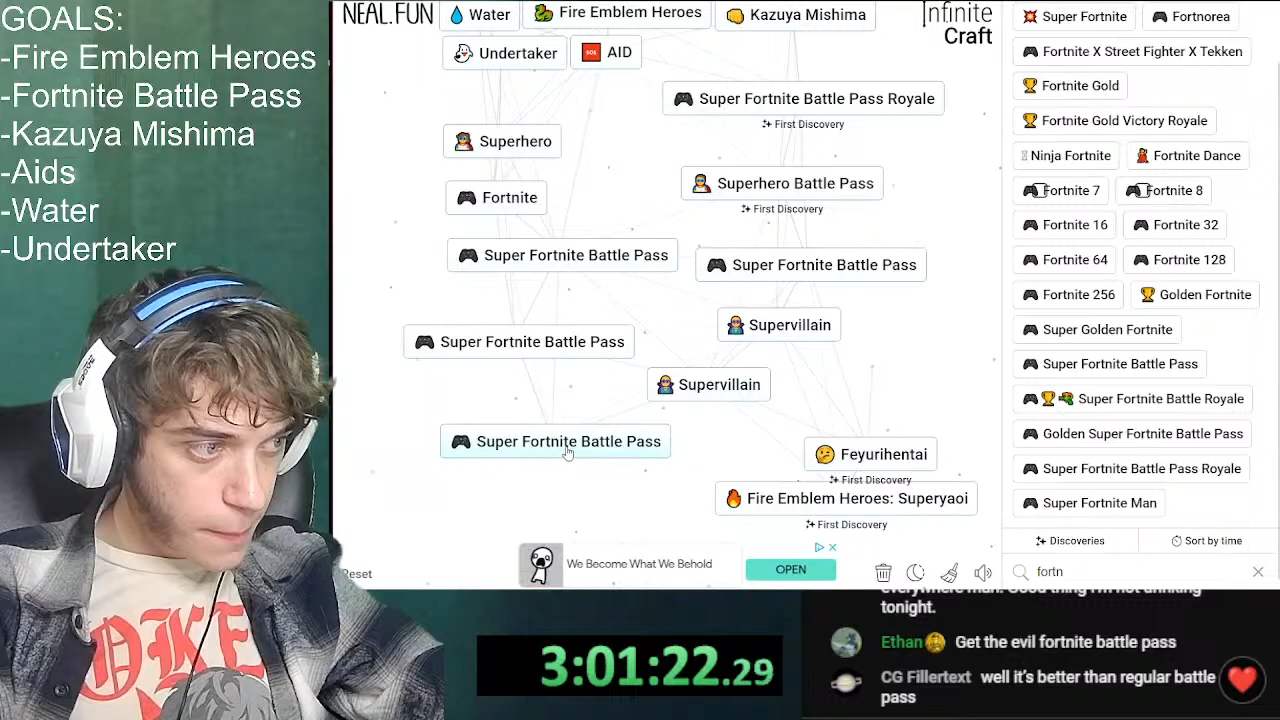 GOALS:
-Fire Emblem Heroes
-Fortnite Battle Pass
-Kazuya Mishima
-Aids
-Water
-Undertaker
NEAL.FUN
Water
Fire Emblem Heroes
Kazuya Mishima
Infinite
Craft
Undertaker
SOS AID
Super Fortnite Battle Pass Royale
First Discovery
Superhero
Superhero Battle Pass
First Discovery
Fortnite
Super Fortnite Battle Pass
Super Fortnite Battle Pass
Supervillain
Super Fortnite Battle Pass
Supervillain
Super Fortnite Battle Pass
Feyurihentai
First Discovery
Fire Emblem Heroes: Superyaoi
First Discovery
We Become What We Behold
OPEN
Reset
Super Fortnite
Fortnorea
Fortnite X Street Fighter X Tekken
Fortnite Gold
Fortnite Gold Victory Royale
Ninja Fortnite
Fortnite Dance
Fortnite 7
Fortnite 8
Fortnite 16
Fortnite 32
Fortnite 64
Fortnite 128
Fortnite 256
Golden Fortnite
Super Golden Fortnite
Super Fortnite Battle Pass
Super Fortnite Battle Royale
Golden Super Fortnite Battle Pass
Super Fortnite Battle Pass Royale
Super Fortnite Man
Discoveries
Sort by time
fortn
3:01:22.29
everywhere man. Good thing I'm not drinking
tonight.
Ethan Get the evil fortnite battle pass
CG Fillertext well it's better than regular battle
pass